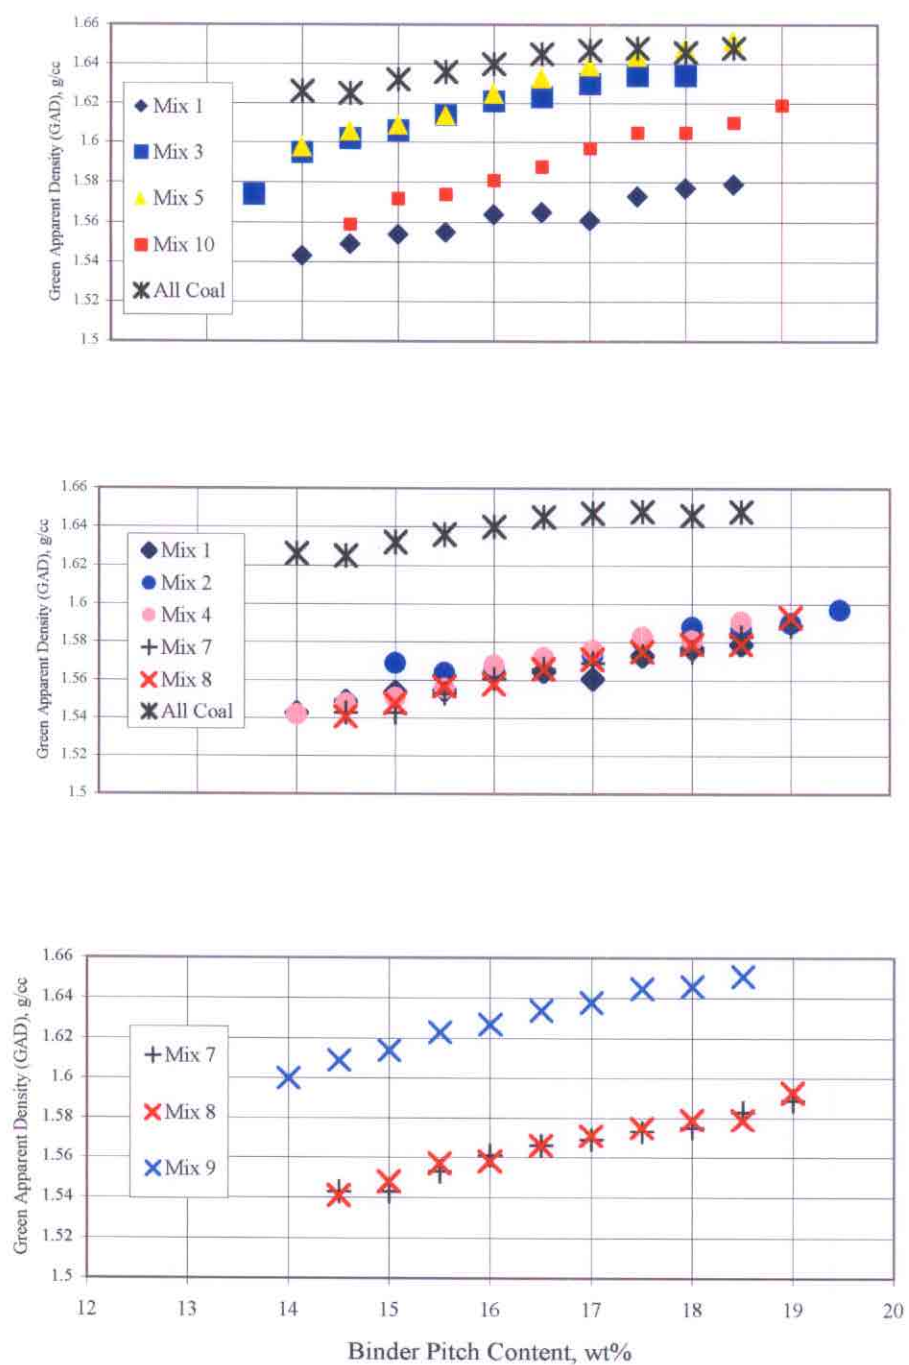 1.66
1.64
1.62
1.6
1.58
1.56
1.54
1.52
1.5
Green Apparent Density (GAD), g/cc
Mix 1
Mix 3
Mix 5
Mix 10
All Coal
1.66
1.64
1.62
1.6
1.58
1.56
1.54
1.52
1.5
Green Apparent Density (GAD), g/cc
Mix 1
Mix 2
Mix 4
Mix 7
Mix 8
All Coal
1.66
1.64
1.62
1.6
1.58
1.56
1.54
1.52
1.5
Green Apparent Density (GAD), g/cc
Mix 7
Mix 8
Mix 9
12 13 14 15 16 17 18 19 20
Binder Pitch Content, wt%